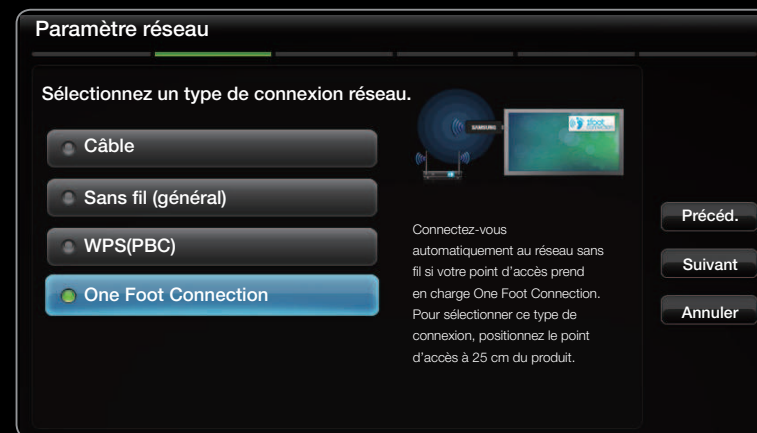 Paramètre réseau
Sélectionnez un type de connexion réseau.
Câble
Sans fil (général)
WPS(PBC)
One Foot Connection
SAMSUNG
Connectez-vous
automatiquement au réseau sans
fil si votre point d'accès prend
en charge One Foot Connection.
Pour sélectionner ce type de
connexion, positionnez le point
d'accès à 25 cm du produit.
Précéd.
Suivant
Annuler